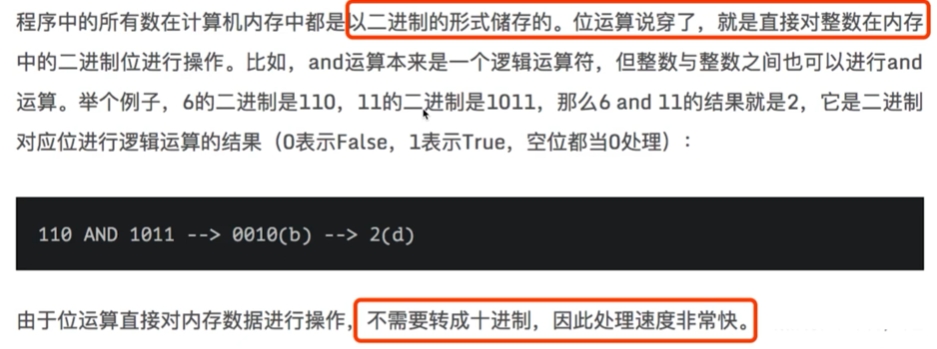 程序中的所有数在计算机内存中都是以二进制的形式储存的。位运算说穿了，就是直接对整数在内存
中的二进制位进行操作。比如，and运算本来是一个逻辑运算符，但整数与整数之间也可以进行and
运算。举个例子，6的二进制是110，11的二进制是1011，那么6 and 11的结果就是2，它是二进制
对应位进行逻辑运算的结果（0表示False，1表示True，空位都当0处理）：
110 AND 1011 --> 0010(b) --> 2(d)
由于位运算直接对内存数据进行操作，不需要转成十进制，因此处理速度非常快。